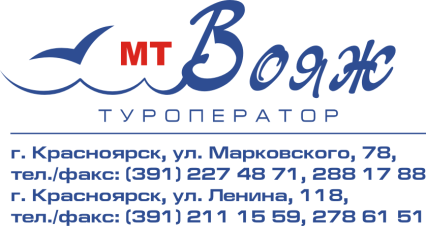 МТ Вояж
ТУРОПЕРАТОР
г. Красноярск, ул. Марковского, 78,
тел./факс: (391) 227 48 71, 288 17 88
г. Красноярск, ул. Ленина, 118,
тел./факс: (391) 211 15 59, 278 61 51